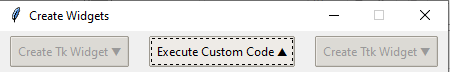 Create Widgets
Create Tk Widget ▼ Execute Custom Code ▲ Create Ttk Widget ▼